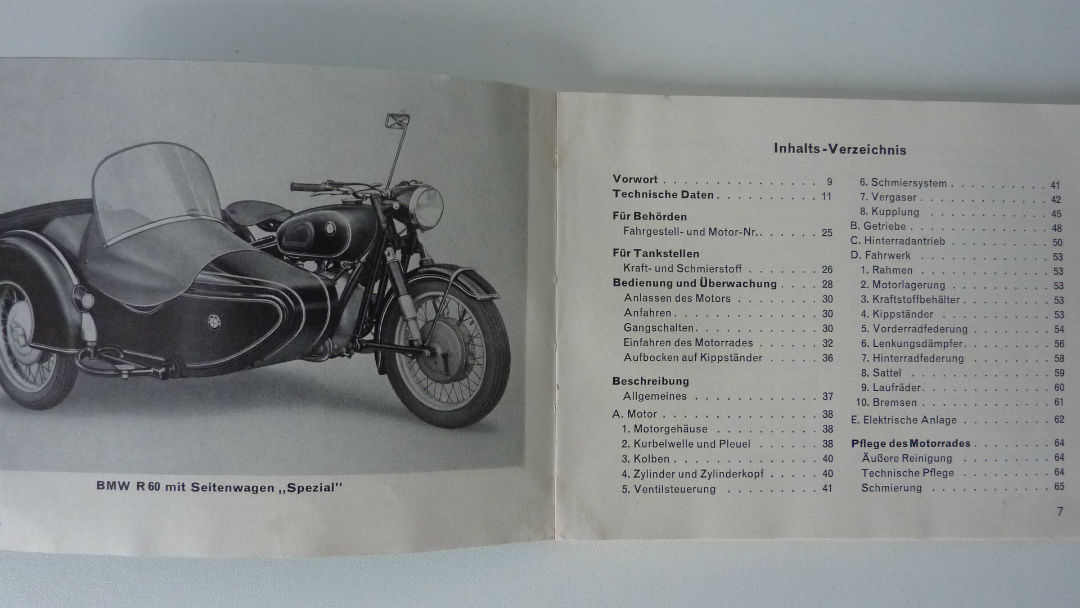 BMW R 60 mit Seitenwagen „Spezial"
Inhalts-Verzeichnis
Vorwort . . . . . . . . . . . . . . . 9
Technische Daten . . . . . . . . . . 11
Für Behörden
Fahrgestell- und Motor-Nr. . . . . . 25
Für Tankstellen
Kraft- und Schmierstoff . . . . . . . 26
Bedienung und Überwachung . . . . 28
Anlassen des Motors . . . . . . . . 30
Anfahren . . . . . . . . . . . . . . 30
Gangschalten . . . . . . . . . . . . 30
Einfahren des Motorrades . . . . . . 32
Aufbocken auf Kippständer . . . . . 36
Beschreibung
Allgemeines . . . . . . . . . . . . 37
A. Motor . . . . . . . . . . . . . . 38
1. Motorgehäuse . . . . . . . . . . 38
2. Kurbelwelle und Pleuel . . . . . . 38
3. Kolben . . . . . . . . . . . . . . 40
4. Zylinder und Zylinderkopf . . . . . 40
5. Ventilsteuerung . . . . . . . . . 41
6. Schmiersystem . . . . . . . . . . 41
7. Vergaser . . . . . . . . . . . . . 42
8. Kupplung . . . . . . . . . . . . 45
B. Getriebe . . . . . . . . . . . . . 48
C. Hinterradantrieb . . . . . . . . . 50
D. Fahrwerk . . . . . . . . . . . . 53
1. Rahmen . . . . . . . . . . . . . 53
2. Motorlagerung . . . . . . . . . . 53
3. Kraftstoffbehälter . . . . . . . . . 53
4. Kippständer . . . . . . . . . . . 53
5. Vorderradfederung . . . . . . . . 54
6. Lenkungsdämpfer . . . . . . . . . 56
7. Hinterradfederung . . . . . . . . 58
8. Sattel . . . . . . . . . . . . . . 59
9. Laufräder . . . . . . . . . . . . . 60
10. Bremsen . . . . . . . . . . . . 61
E. Elektrische Anlage . . . . . . . . 62
Pflege des Motorrades . . . . . . . . 64
Äußere Reinigung . . . . . . . . . 64
Technische Pflege . . . . . . . . . 64
Schmierung . . . . . . . . . . . 65
7